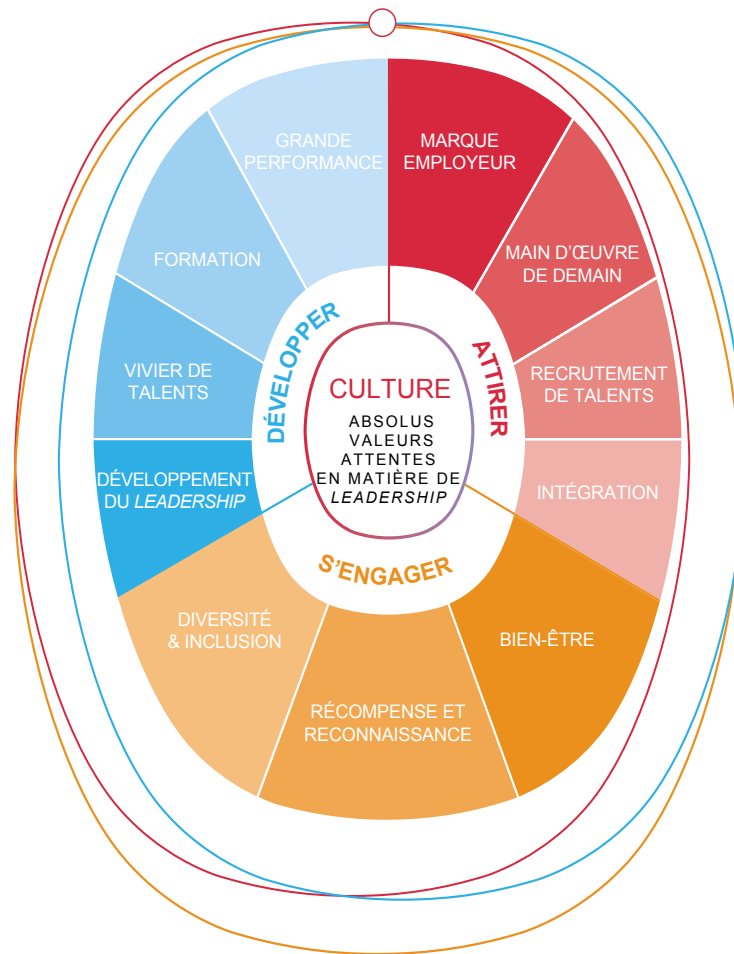 GRANDE
PERFORMANCE
MARQUE
EMPLOYEUR
FORMATION
MAIN D'ŒUVRE
DE DEMAIN
VIVIER DE
TALENTS
RECRUTEMENT
DE TALENTS
DÉVELOPPER
ATTIRER
CULTURE
ABSOLUS
VALEURS
ATTENTES
EN MATIÈRE DE
LEADERSHIP
DÉVELOPPEMENT
DU LEADERSHIP
INTÉGRATION
S'ENGAGER
DIVERSITÉ
& INCLUSION
BIEN-ÊTRE
RÉCOMPENSE ET
RECONNAISSANCE